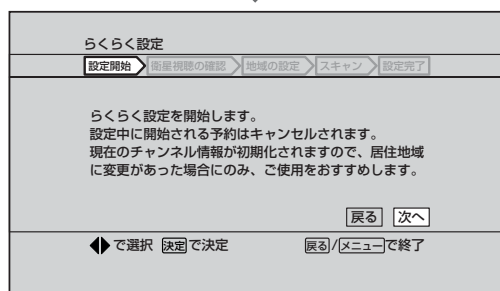 らくらく設定
設定開始 衛星視聴の確認 地域の設定 スキャン 設定完了
らくらく設定を開始します。
設定中に開始される予約はキャンセルされます。
現在のチャンネル情報が初期化されますので、居住地域
に変更があった場合にのみ、ご使用をおすすめします。
戻る 次へ
で選択 決定で決定 戻る/メニューで終了